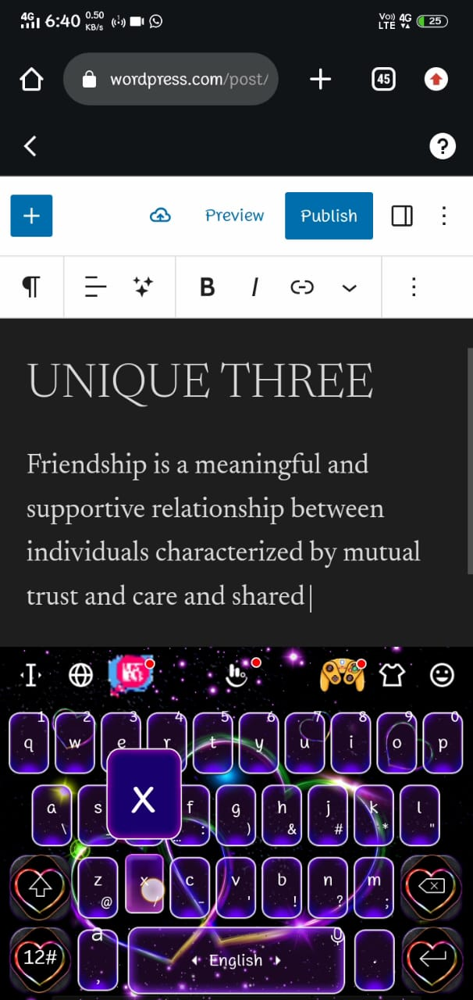 4G 6:40 0.50 KB/s Vo)) LTE 4G 25
wordpress.com/post/ 45
?
Preview Publish
B I
UNIQUE THREE
Friendship is a meaningful and
supportive relationship between
individuals characterized by mutual
trust and care and shared
1 2 3 4 5 6 7 8 9 0
q w e r t y u i o p
x
a s f g h j k l
\ : ) & # * "
z x c v b n m
@ / - ' ! ? ;
12# a , English .